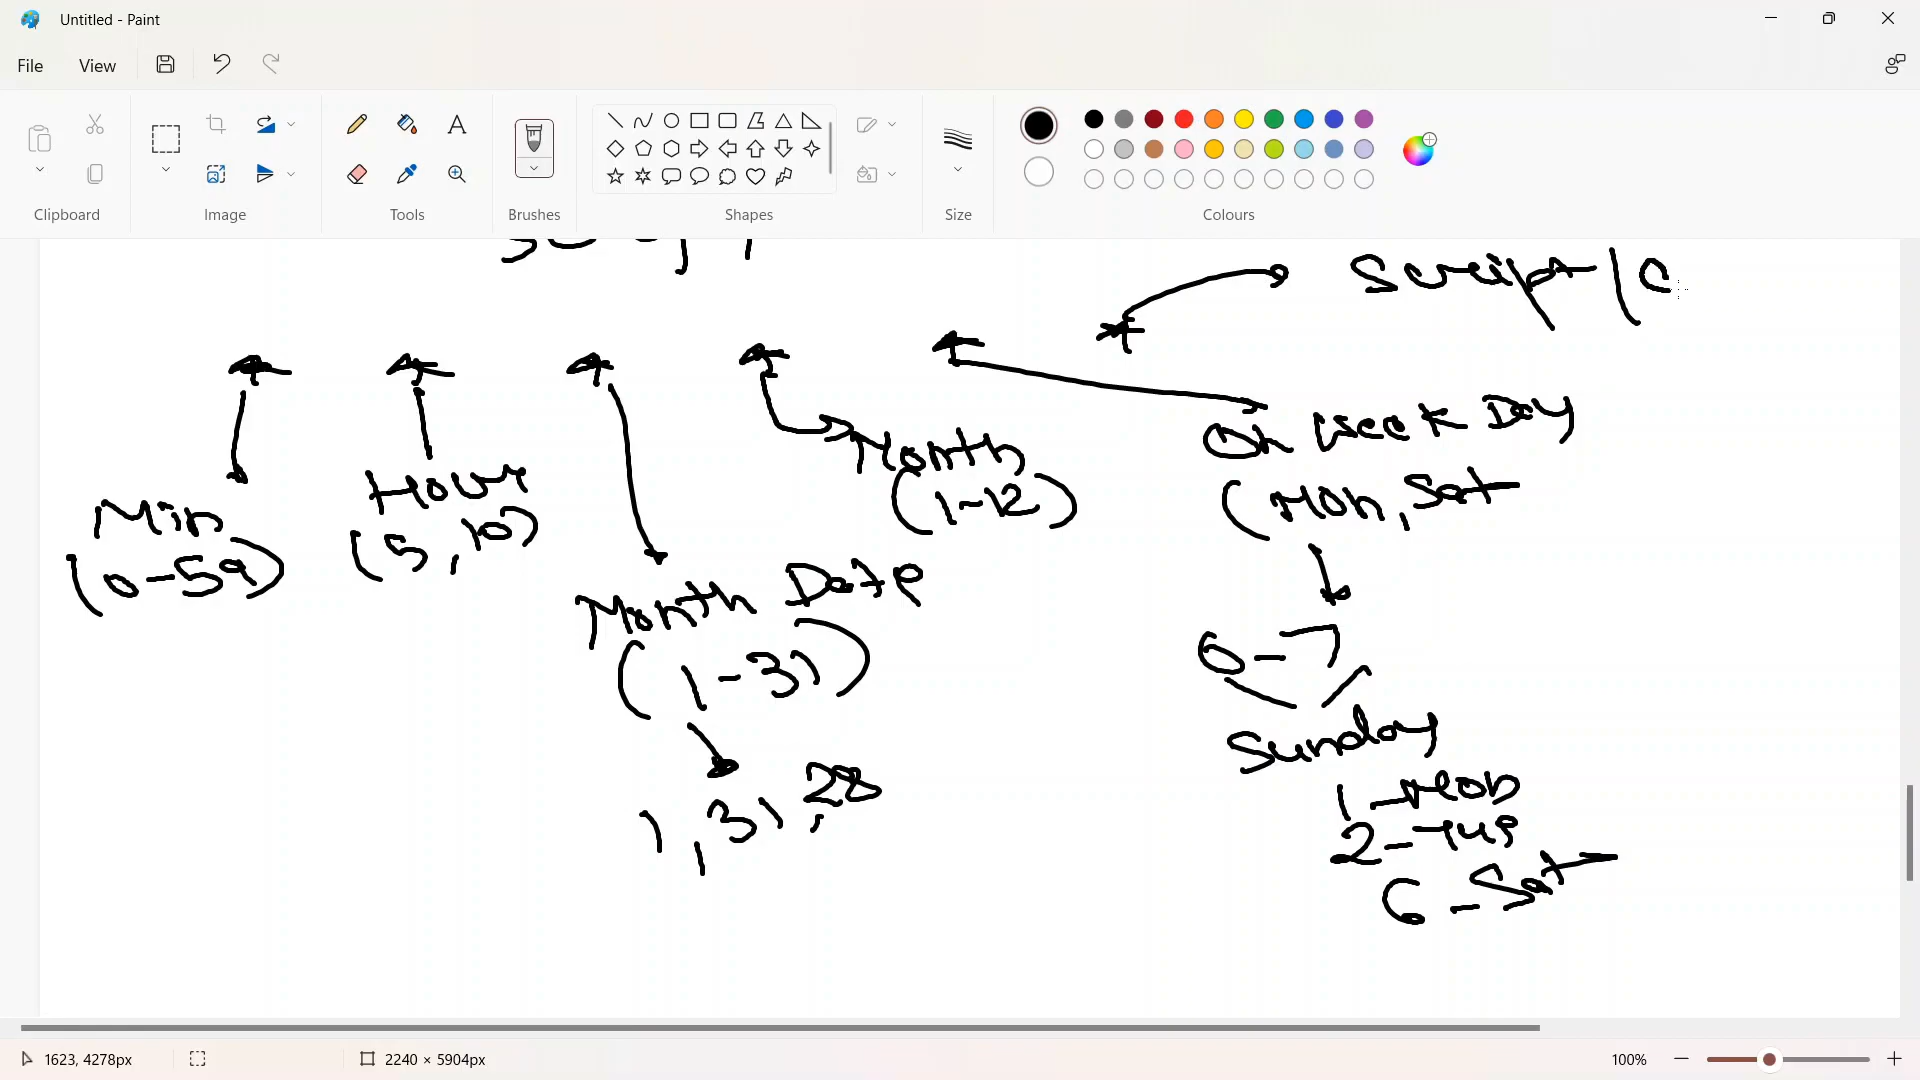 Untitled - Paint
File View
Clipboard Image Tools Brushes Shapes Size Colours
Script / C
* * * * * *
Min
(0-59)
Hour
(5, 10)
Month Date
(1-31)
1, 31, 28
Month
(1-12)
On Week Day
(Mon, Sat
0-7
Sunday
1-Mon
2-Tue
6-Sat
1623, 4278px 2240 × 5904px 100%